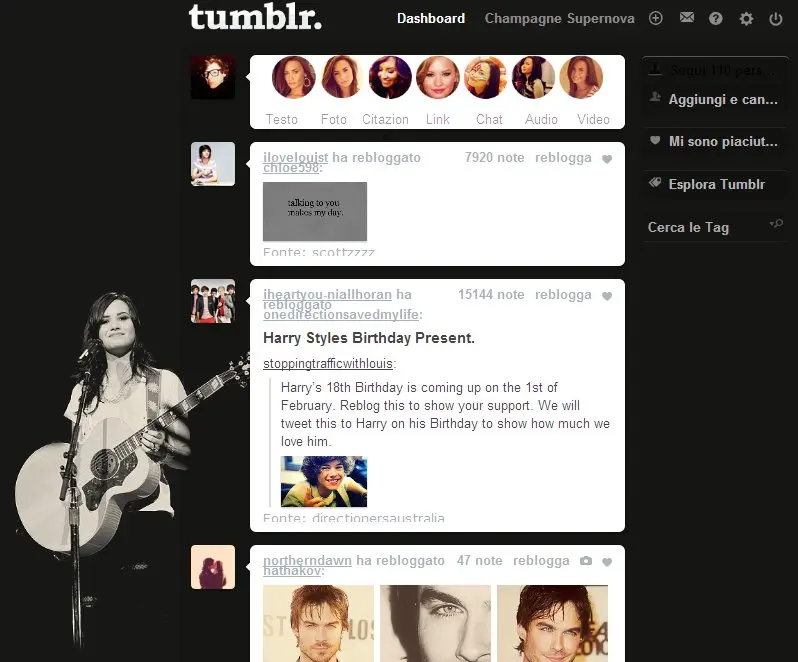 tumblr.
Dashboard Champagne Supernova
Testo Foto Citazion Link Chat Audio Video
Segui 110 pers...
Aggiungi e can...
Mi sono piaciut...
Esplora Tumblr
Cerca le Tag
ilovelouist ha rebloggato 7920 note reblogga
chloe598:
talking to you
makes my day.
Fonte: scottzzzz
iheartyou-niallhoran ha 15144 note reblogga
rebloggato
onedirectionsavedmylife:
Harry Styles Birthday Present.
stoppingtrafficwithlouis:
Harry's 18th Birthday is coming up on the 1st of
February. Reblog this to show your support. We will
tweet this to Harry on his Birthday to show how much we
love him.
Fonte: directionersaustralia
northerndawn ha rebloggato 47 note reblogga
hathakov: